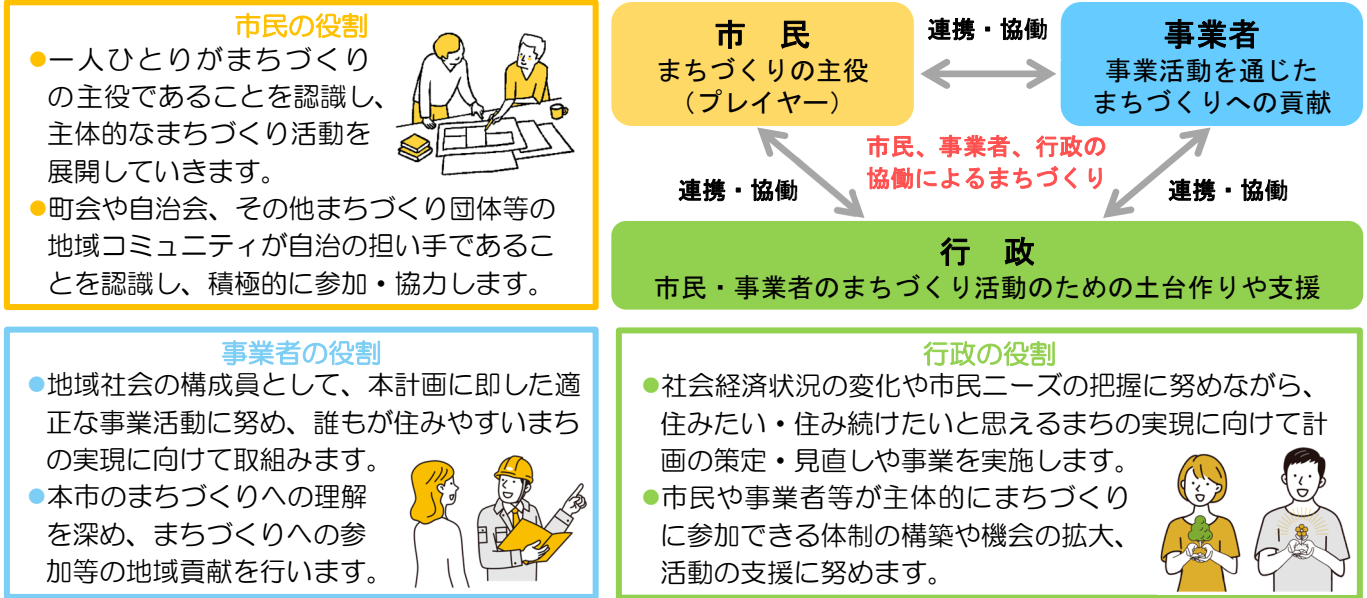 市民の役割
●一人ひとりがまちづくり
の主役であることを認識し、
主体的なまちづくり活動を
展開していきます。
●町会や自治会、その他まちづくり団体等の
地域コミュニティが自治の担い手であるこ
とを認識し、積極的に参加・協力します。
市　民
まちづくりの主役
（プレイヤー）
連携・協働
事業者
事業活動を通じた
まちづくりへの貢献
市民、事業者、行政の
協働によるまちづくり
連携・協働
連携・協働
行　政
市民・事業者のまちづくり活動のための土台作りや支援
事業者の役割
●地域社会の構成員として、本計画に即した適
正な事業活動に努め、誰もが住みやすいまち
の実現に向けて取組みます。
●本市のまちづくりへの理解
を深め、まちづくりへの参
加等の地域貢献を行います。
行政の役割
●社会経済状況の変化や市民ニーズの把握に努めながら、
住みたい・住み続けたいと思えるまちの実現に向けて計
画の策定・見直しや事業を実施します。
●市民や事業者等が主体的にまちづくり
に参加できる体制の構築や機会の拡大、
活動の支援に努めます。